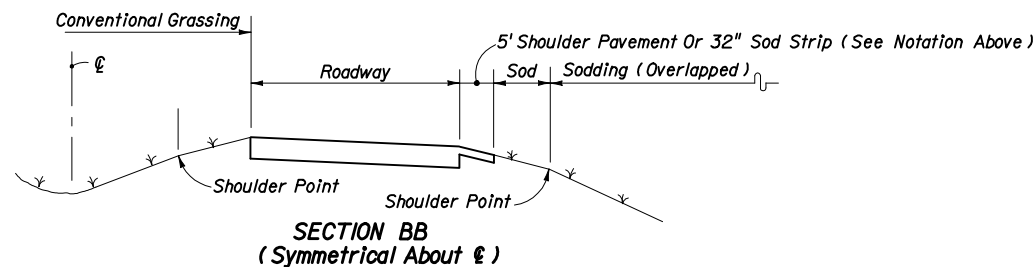 Conventional Grassing
5' Shoulder Pavement Or 32" Sod Strip (See Notation Above)
℄
Roadway
Sod
Sodding (Overlapped)
Shoulder Point
Shoulder Point
SECTION BB
(Symmetrical About ℄)